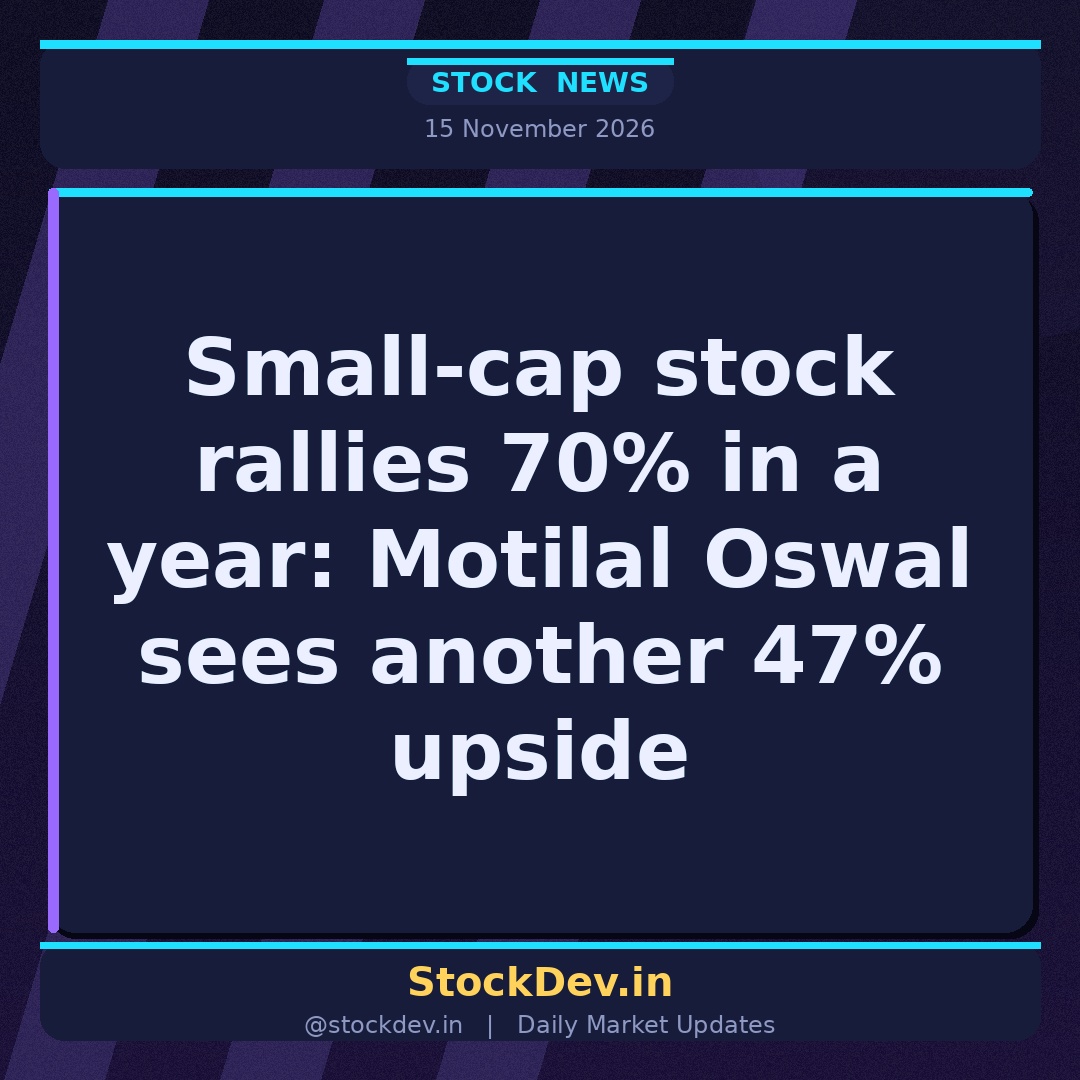 STOCK NEWS
15 November 2026
Small-cap stock
rallies 70% in a
year: Motilal Oswal
sees another 47%
upside
StockDev.in
@stockdev.in | Daily Market Updates